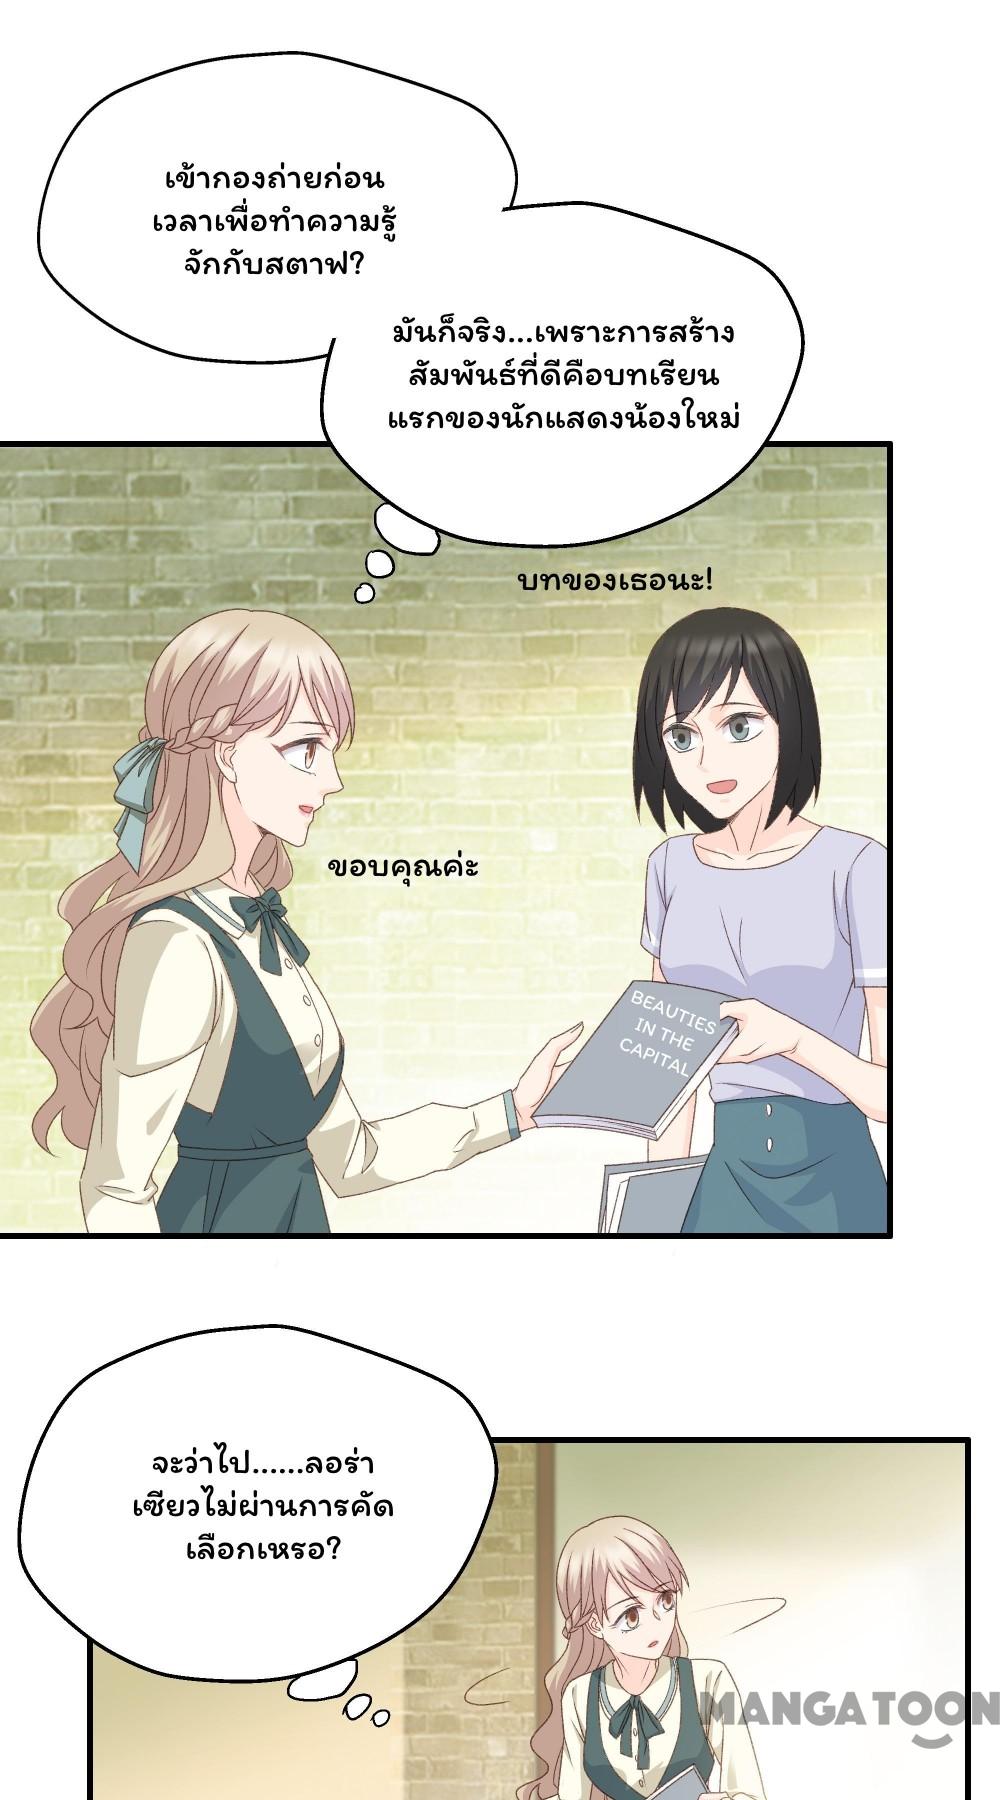 เข้ากองถ่ายก่อน
เวลาเพื่อทำความรู้
จักกับสตาฟ?
มันก็จริง...เพราะการสร้าง
สัมพันธ์ที่ดีคือบทเรียน
แรกของนักแสดงน้องใหม่
บทของเธอนะ!
ขอบคุณค่ะ
BEAUTIES
IN THE
CAPITAL
จะว่าไป......ลอร่า
เซียวไม่ผ่านการคัด
เลือกเหรอ?
MANGATOON